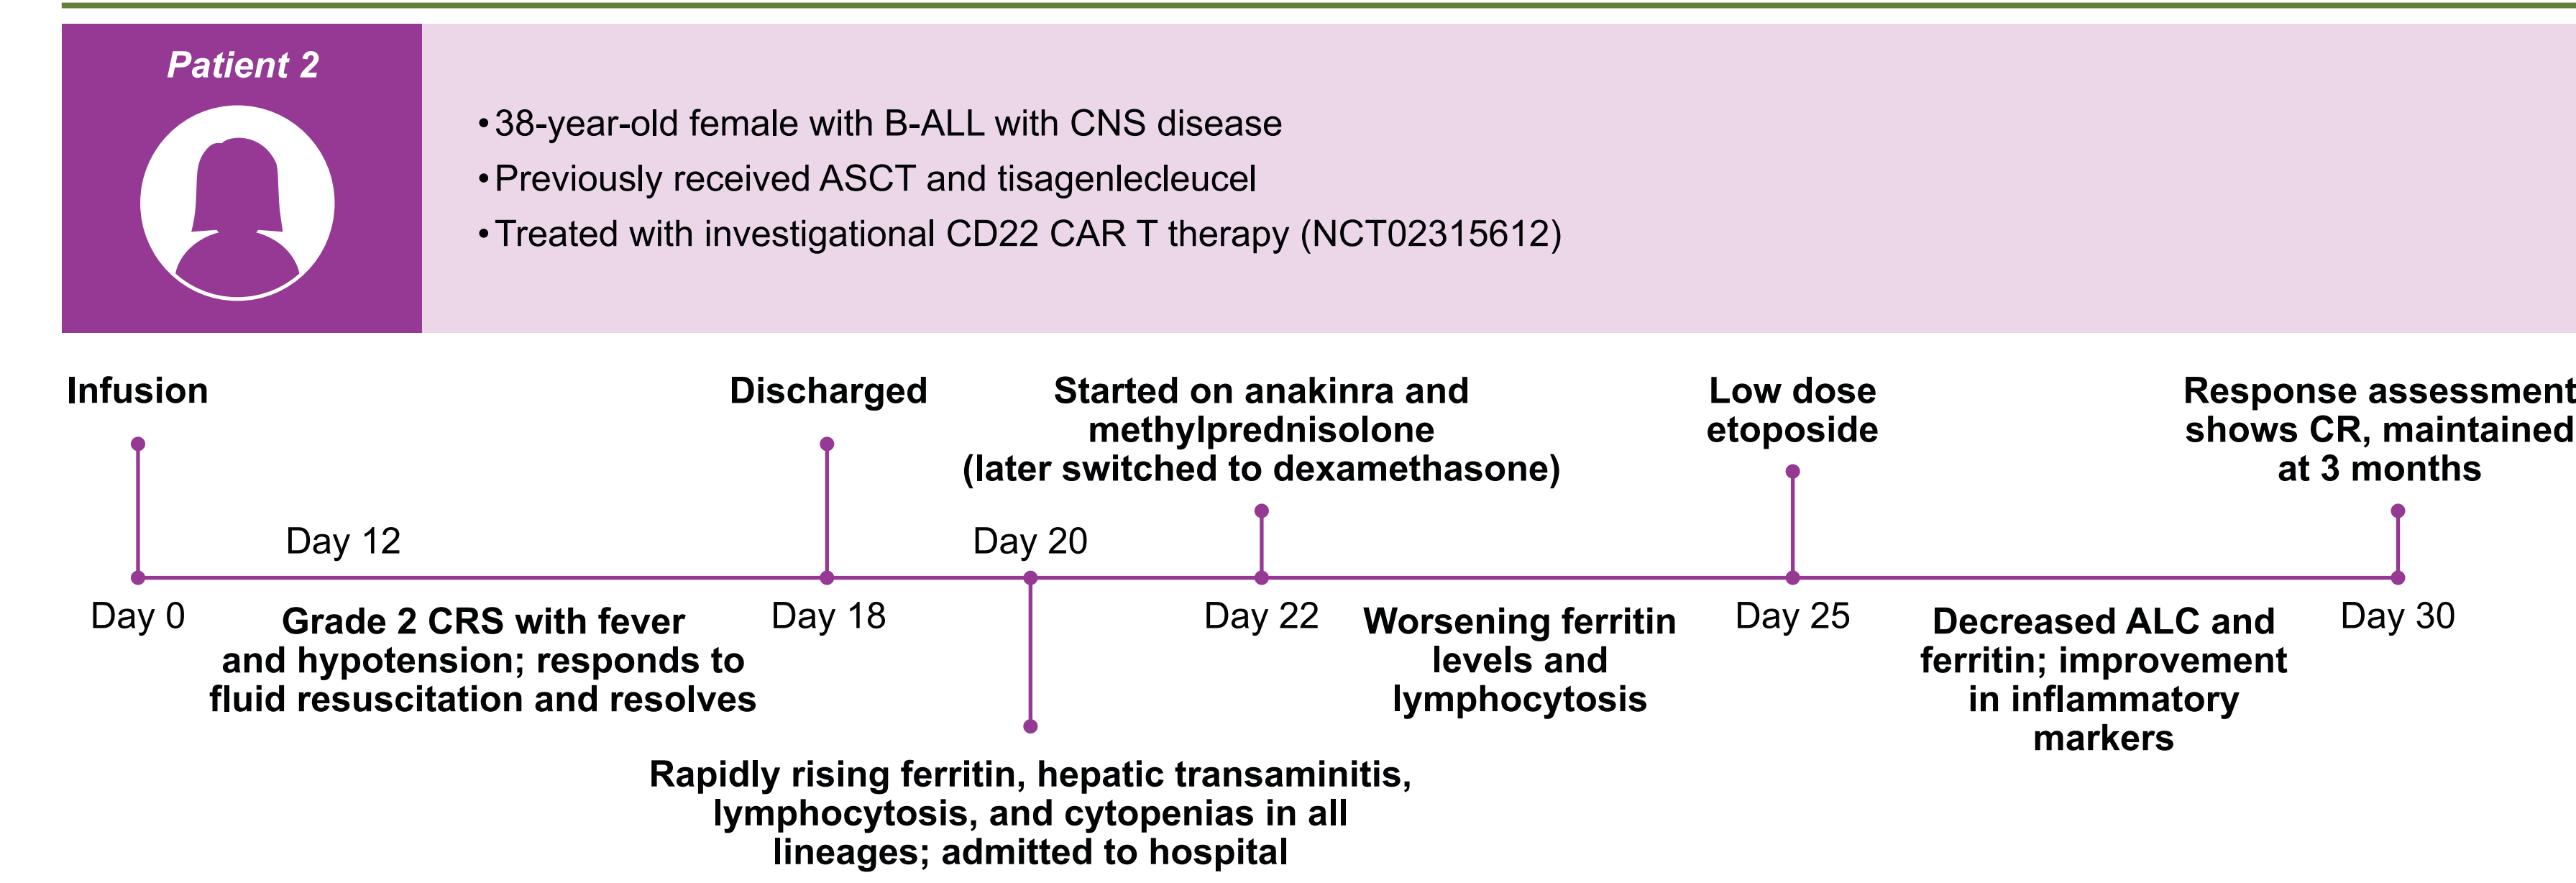 Patient 2
•38-year-old female with B-ALL with CNS disease
•Previously received ASCT and tisagenlecleucel
•Treated with investigational CD22 CAR T therapy (NCT02315612)
Infusion
Day 0
Day 12
Grade 2 CRS with fever
and hypotension; responds to
fluid resuscitation and resolves
Discharged
Day 18
Day 20
Rapidly rising ferritin, hepatic transaminitis,
lymphocytosis, and cytopenias in all
lineages; admitted to hospital
Started on anakinra and
methylprednisolone
(later switched to dexamethasone)
Day 22
Worsening ferritin
levels and
lymphocytosis
Low dose
etoposide
Day 25
Decreased ALC and
ferritin; improvement
in inflammatory
markers
Response assessment
shows CR, maintained
at 3 months
Day 30